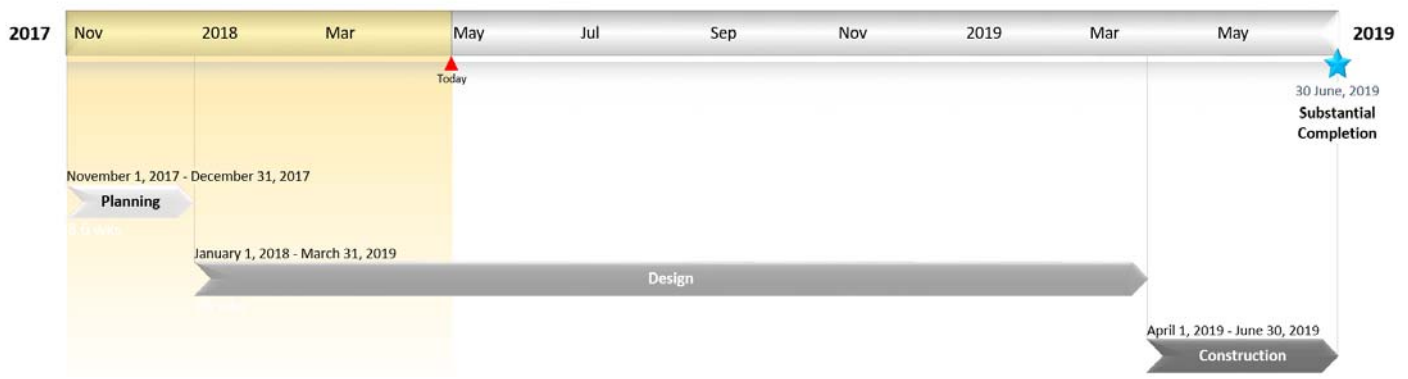 2017 Nov 2018 Mar May Jul Sep Nov 2019 Mar May 2019
Today
30 June, 2019
Substantial
Completion
November 1, 2017 - December 31, 2017
Planning
January 1, 2018 - March 31, 2019
Design
April 1, 2019 - June 30, 2019
Construction